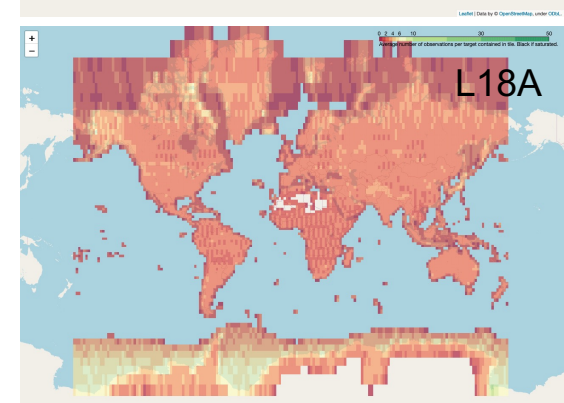 Leaflet | Data by © OpenStreetMap, under ODbL.
+
0 2 4 6 10 30 60
−
Average number of observations per target contained in tile. Black if saturated.
L18A